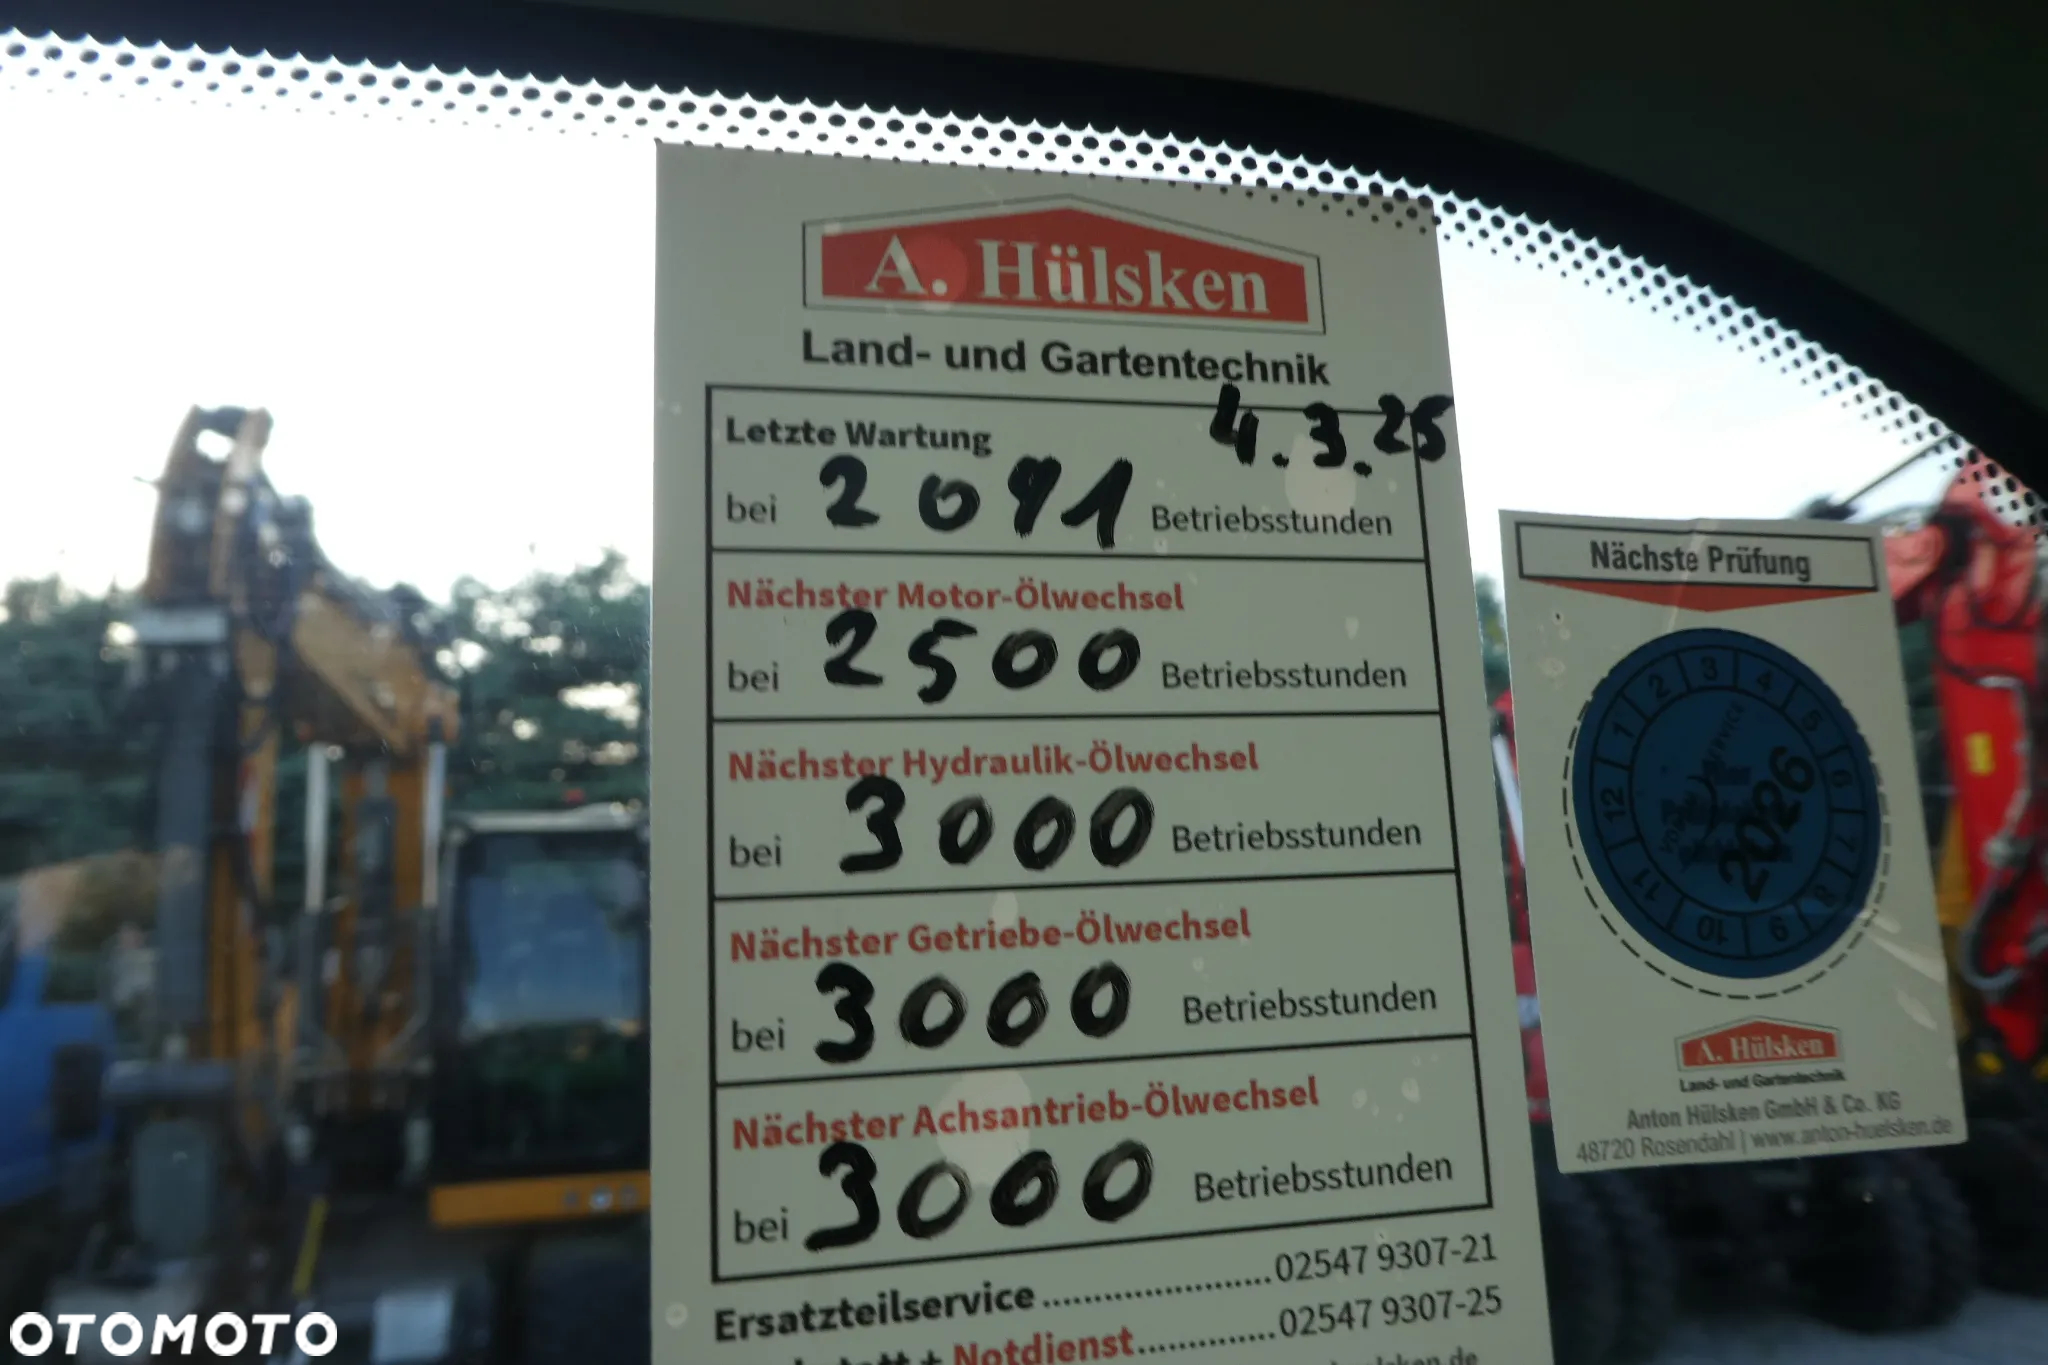 A. Hülsken
Land- und Gartentechnik
Letzte Wartung 4.3.25
bei 2091 Betriebsstunden
Nächster Motor-Ölwechsel
bei 2500 Betriebsstunden
Nächster Hydraulik-Ölwechsel
bei 3000 Betriebsstunden
Nächster Getriebe-Ölwechsel
bei 3000 Betriebsstunden
Nächster Achsantrieb-Ölwechsel
bei 3000 Betriebsstunden
Ersatzteilservice 02547 9307-21
+ Notdienst 02547 9307-25
Nächste Prüfung
1 2 3 4 5 6 7 8 9 10 11 12
2026
A. Hülsken
Land- und Gartentechnik
Anton Hülsken GmbH & Co. KG
48720 Rosendahl | www.anton-huelsken.de
OTOMOTO